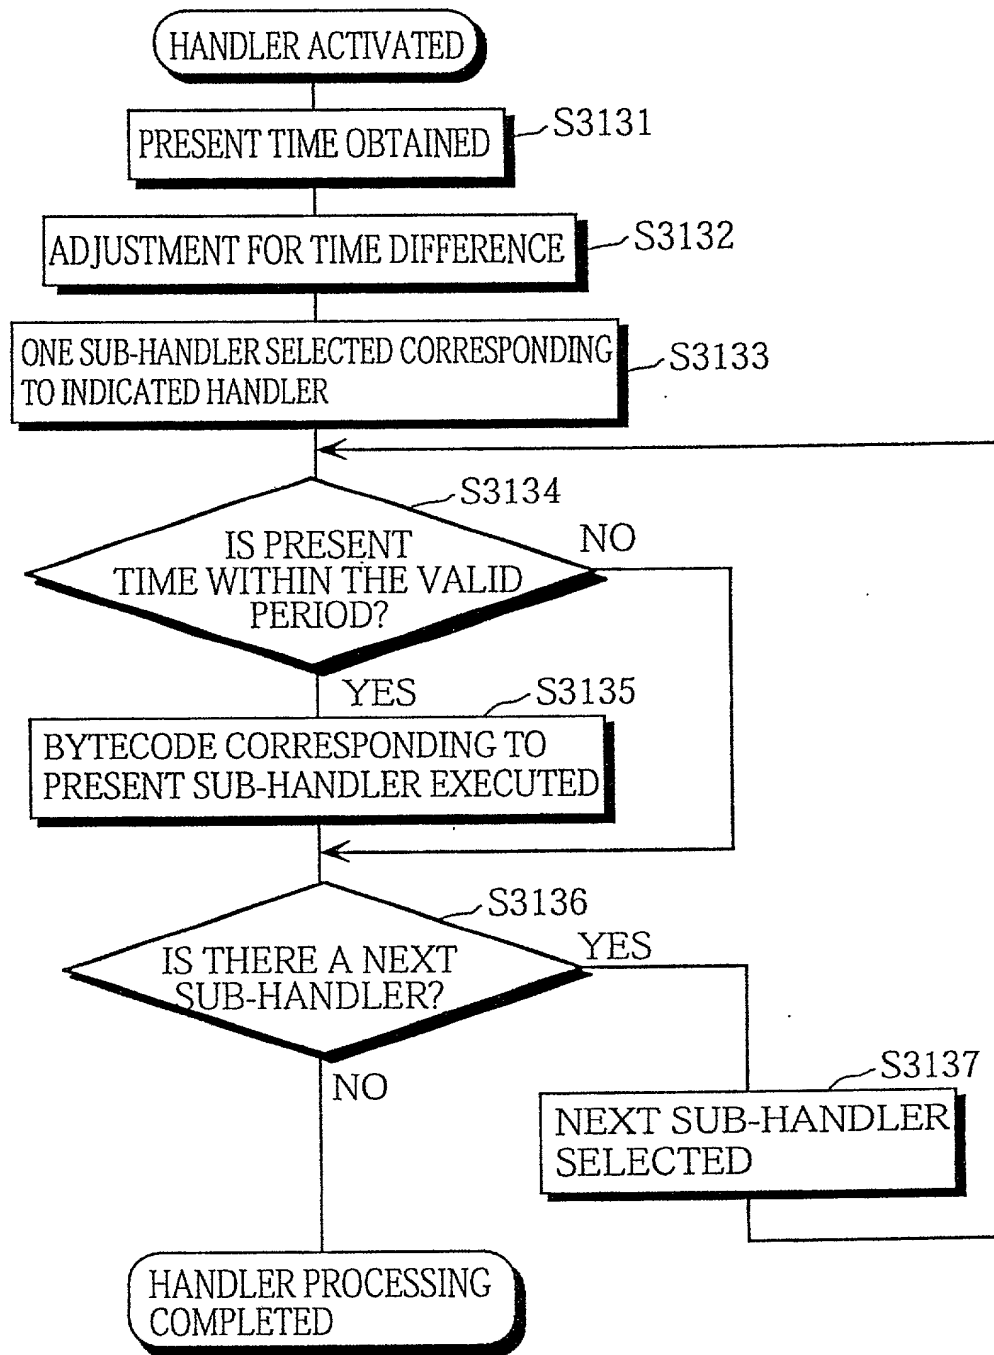 HANDLER ACTIVATED
PRESENT TIME OBTAINED
S3131
ADJUSTMENT FOR TIME DIFFERENCE
S3132
ONE SUB-HANDLER SELECTED CORRESPONDING
TO INDICATED HANDLER
S3133
S3134
IS PRESENT
TIME WITHIN THE VALID
PERIOD?
NO
YES
S3135
BYTECODE CORRESPONDING TO
PRESENT SUB-HANDLER EXECUTED
S3136
IS THERE A NEXT
SUB-HANDLER?
YES
NO
S3137
NEXT SUB-HANDLER
SELECTED
HANDLER PROCESSING
COMPLETED